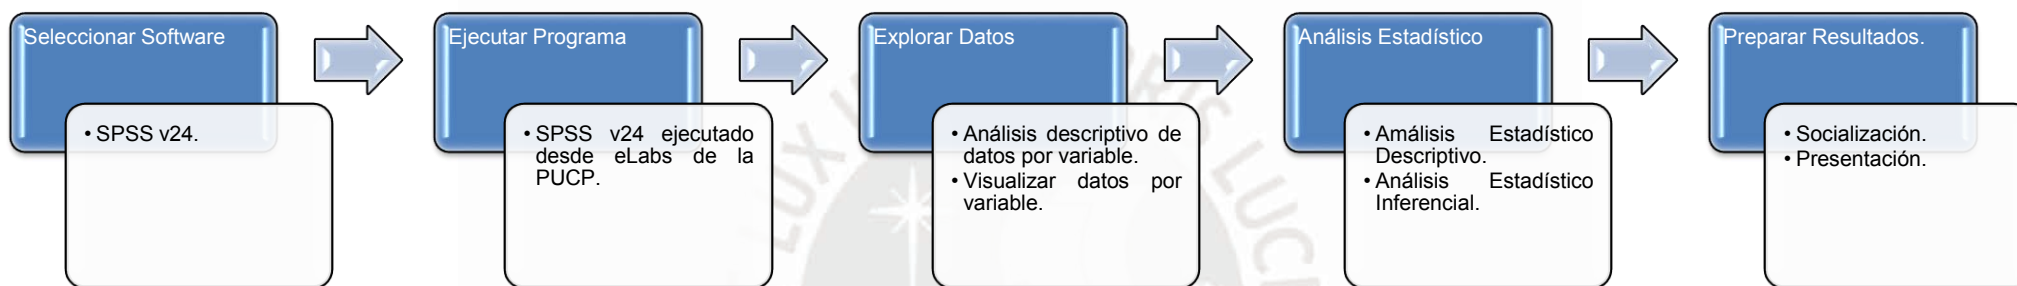 Seleccionar Software
• SPSS v24.
Ejecutar Programa
• SPSS v24 ejecutado
desde eLabs de la
PUCP.
Explorar Datos
• Análisis descriptivo de
datos por variable.
• Visualizar datos por
variable.
Análisis Estadístico
• Amálisis Estadístico
Descriptivo.
• Análisis Estadístico
Inferencial.
Preparar Resultados.
• Socialización.
• Presentación.
LUX
LUC